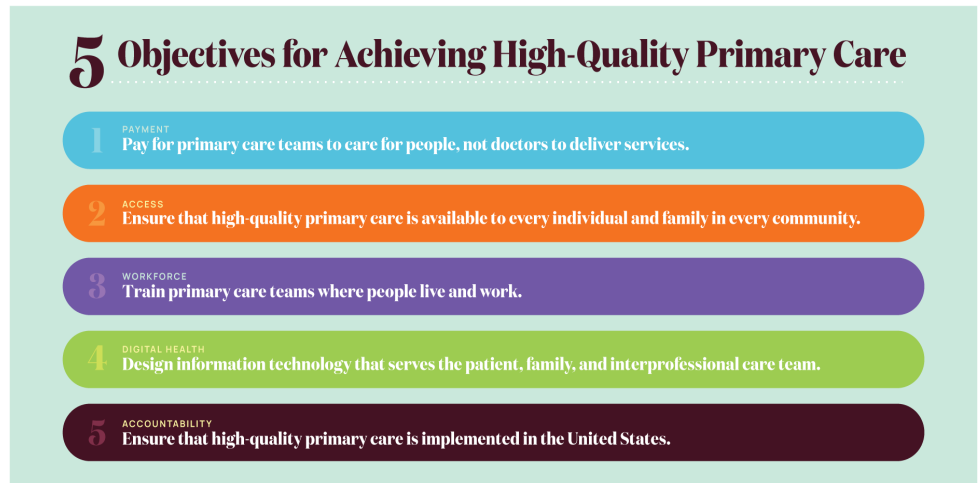 5 Objectives for Achieving High-Quality Primary Care
1
PAYMENT
Pay for primary care teams to care for people, not doctors to deliver services.
2
ACCESS
Ensure that high-quality primary care is available to every individual and family in every community.
3
WORKFORCE
Train primary care teams where people live and work.
4
DIGITAL HEALTH
Design information technology that serves the patient, family, and interprofessional care team.
5
ACCOUNTABILITY
Ensure that high-quality primary care is implemented in the United States.